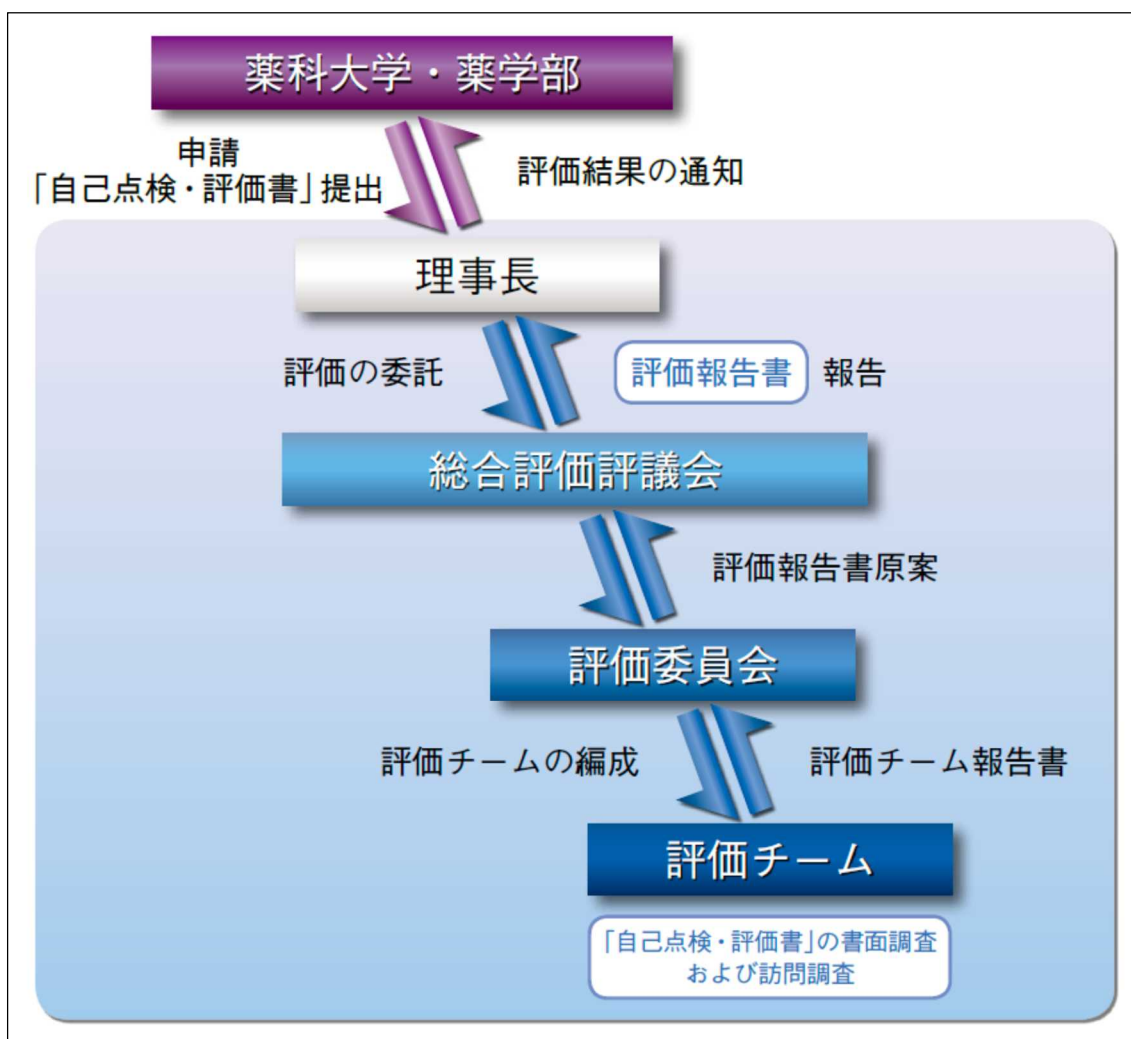 薬科大学・薬学部
申請
「自己点検・評価書」提出
評価結果の通知
理事長
評価の委託
評価報告書 報告
総合評価評議会
評価報告書原案
評価委員会
評価チームの編成
評価チーム報告書
評価チーム
「自己点検・評価書」の書面調査
および訪問調査